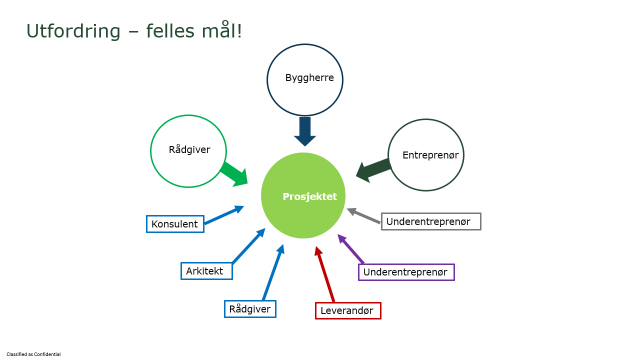 Utfordring – felles mål!
Byggherre
Rådgiver
Entreprenør
Prosjektet
Konsulent
Underentreprenør
Arkitekt
Underentreprenør
Rådgiver
Leverandør
Classified as Confidential